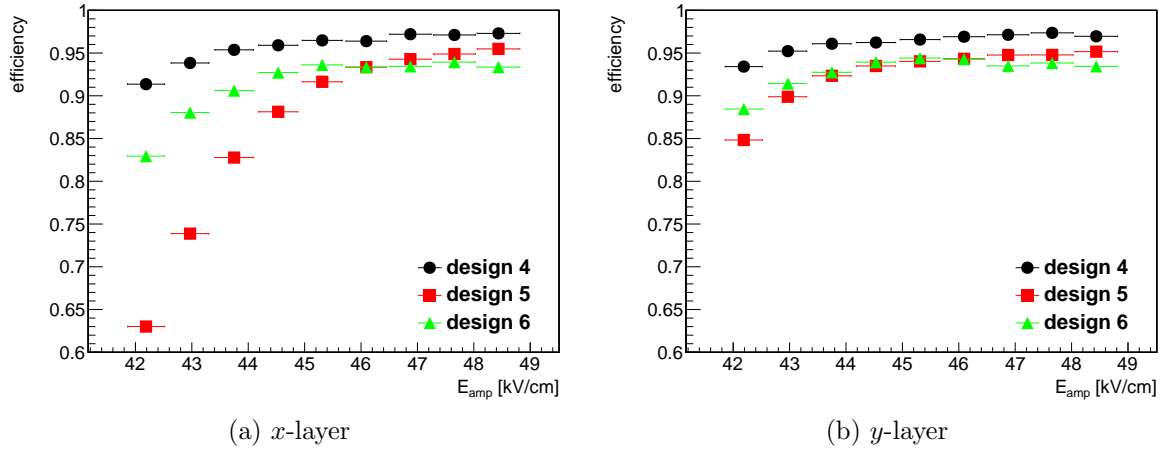 efficiency
1
0.95
0.9
0.85
0.8
0.75
0.7
0.65
0.6
design 4
design 5
design 6
42 43 44 45 46 47 48 49
E_amp [kV/cm]
(a) x-layer
efficiency
1
0.95
0.9
0.85
0.8
0.75
0.7
0.65
0.6
design 4
design 5
design 6
42 43 44 45 46 47 48 49
E_amp [kV/cm]
(b) y-layer